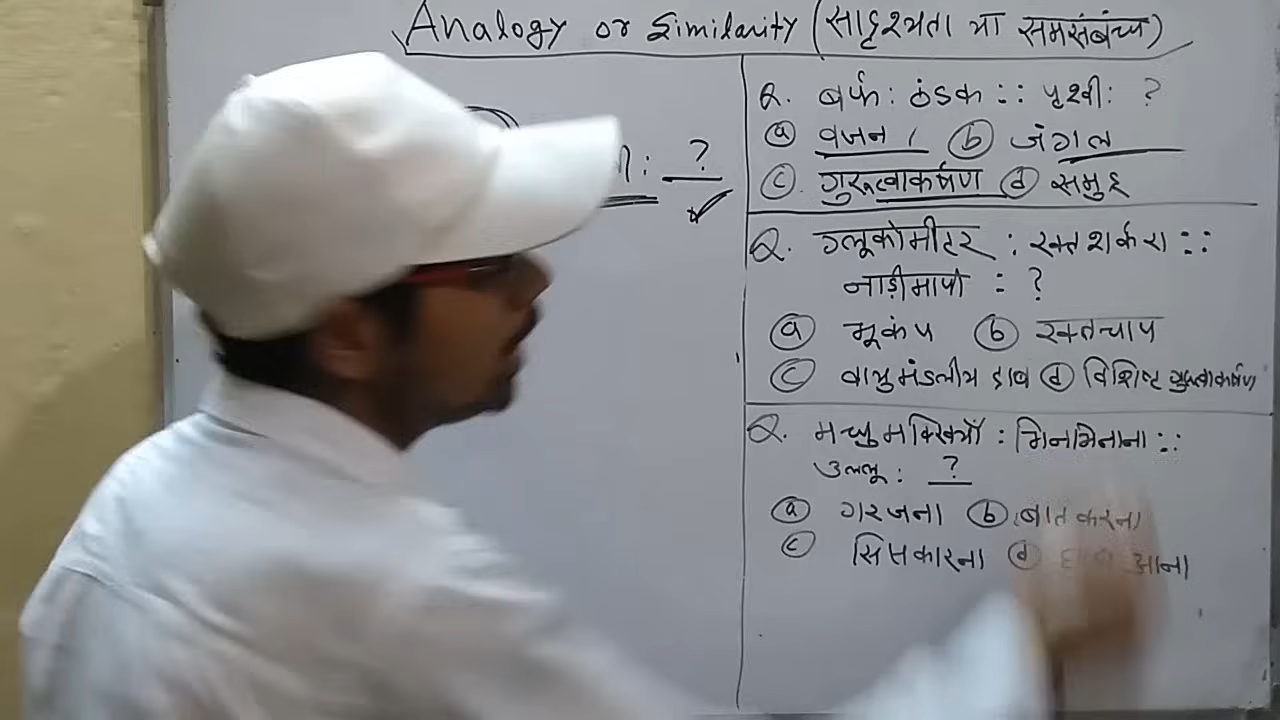 Analogy or Similarity (सादृश्यता या समसंबंध)
ी: ?
Q. बर्फ : ठंडक :: पृथ्वी : ?
(a) वजन (b) जंगल
(c) गुरुत्वाकर्षण (d) समुद्र
Q. ग्लूकोमीटर : रक्त शर्करा ::
नाड़ीमापी : ?
(a) भूकंप (b) रक्तचाप
(c) वायुमंडलीय दाब (d) विशिष्ट गुरुत्वाकर्षण
Q. मधुमक्खियाँ : भिनभिनाना ::
उल्लू : ?
(a) गरजना (b) बात करना
(c) सिसकारना (d) आना